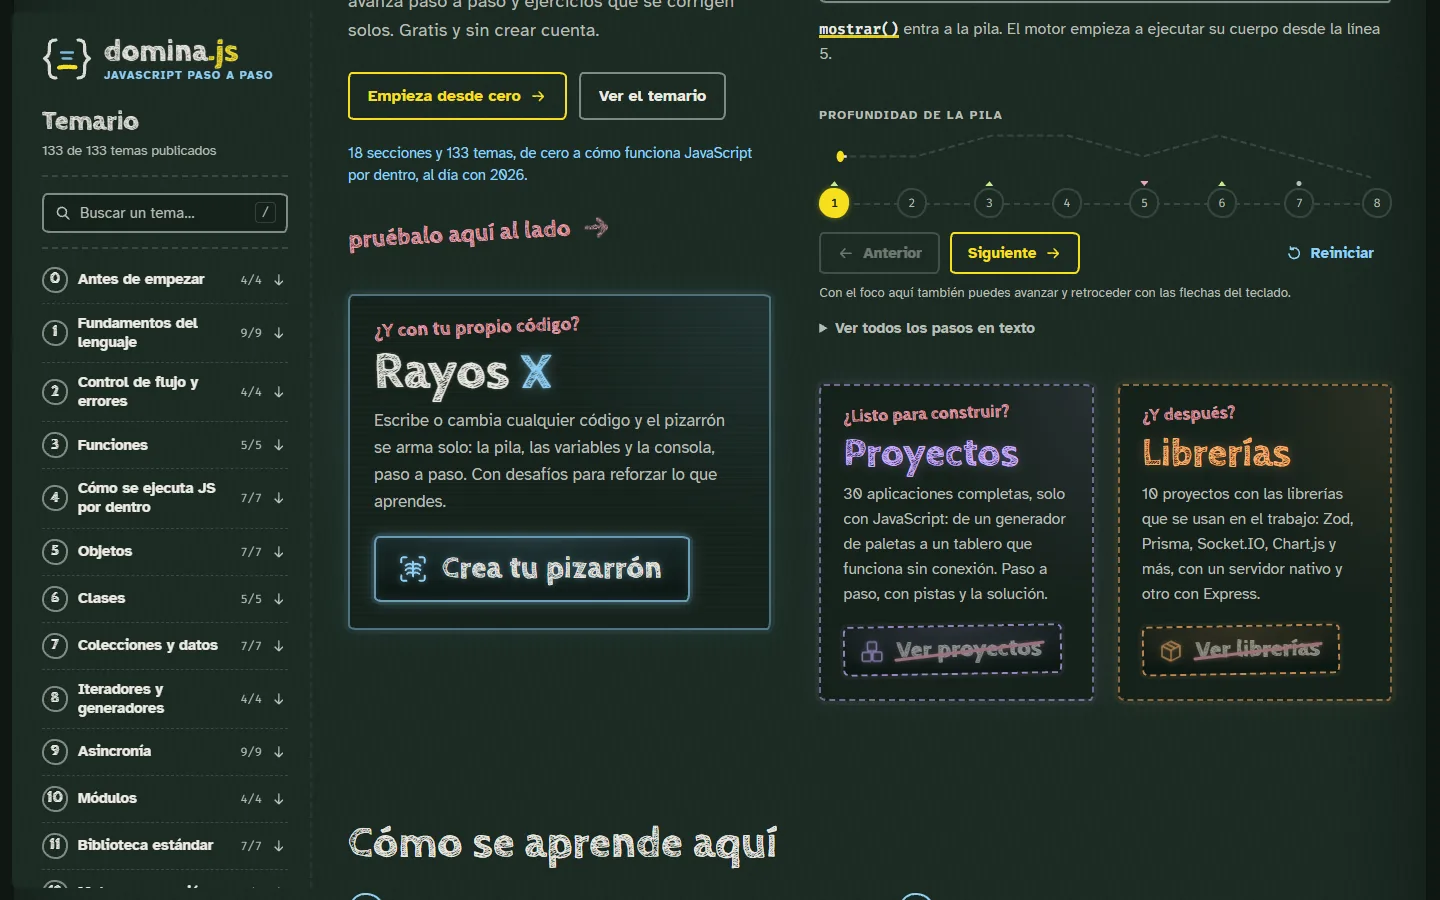 domina.js
JAVASCRIPT PASO A PASO
Temario
133 de 133 temas publicados
Buscar un tema... /
0 Antes de empezar 4/4 ↓
1 Fundamentos del lenguaje 9/9 ↓
2 Control de flujo y errores 4/4 ↓
3 Funciones 5/5 ↓
4 Cómo se ejecuta JS por dentro 7/7 ↓
5 Objetos 7/7 ↓
6 Clases 5/5 ↓
7 Colecciones y datos 7/7 ↓
8 Iteradores y generadores 4/4 ↓
9 Asincronía 9/9 ↓
10 Módulos 4/4 ↓
11 Biblioteca estándar 7/7 ↓
avanza paso a paso y ejercicios que se corrigen
solos. Gratis y sin crear cuenta.
Empieza desde cero →
Ver el temario
18 secciones y 133 temas, de cero a cómo funciona JavaScript
por dentro, al día con 2026.
pruébalo aquí al lado →
¿Y con tu propio código?
Rayos X
Escribe o cambia cualquier código y el pizarrón
se arma solo: la pila, las variables y la consola,
paso a paso. Con desafíos para reforzar lo que
aprendes.
Crea tu pizarrón
mostrar() entra a la pila. El motor empieza a ejecutar su cuerpo desde la línea
5.
PROFUNDIDAD DE LA PILA
1 2 3 4 5 6 7 8
← Anterior
Siguiente →
Reiniciar
Con el foco aquí también puedes avanzar y retroceder con las flechas del teclado.
▶ Ver todos los pasos en texto
¿Listo para construir?
Proyectos
30 aplicaciones completas, solo
con JavaScript: de un generador
de paletas a un tablero que
funciona sin conexión. Paso a
paso, con pistas y la solución.
Ver proyectos
¿Y después?
Librerías
10 proyectos con las librerías
que se usan en el trabajo: Zod,
Prisma, Socket.IO, Chart.js y
más, con un servidor nativo y
otro con Express.
Ver librerías
Cómo se aprende aquí